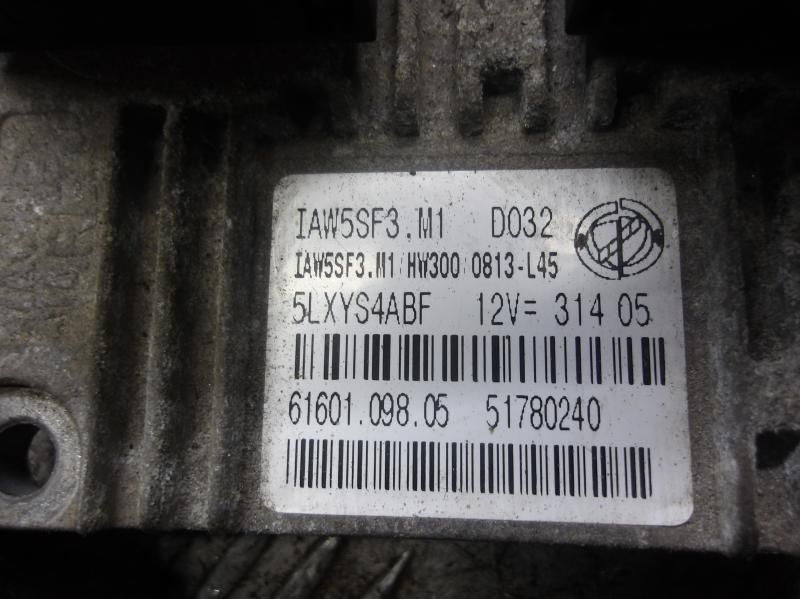 IAW5SF3.M1 D032
IAW5SF3.M1/HW300/0813-L45
5LXYS4ABF 12V= 314 05
61601.098.05 51780240